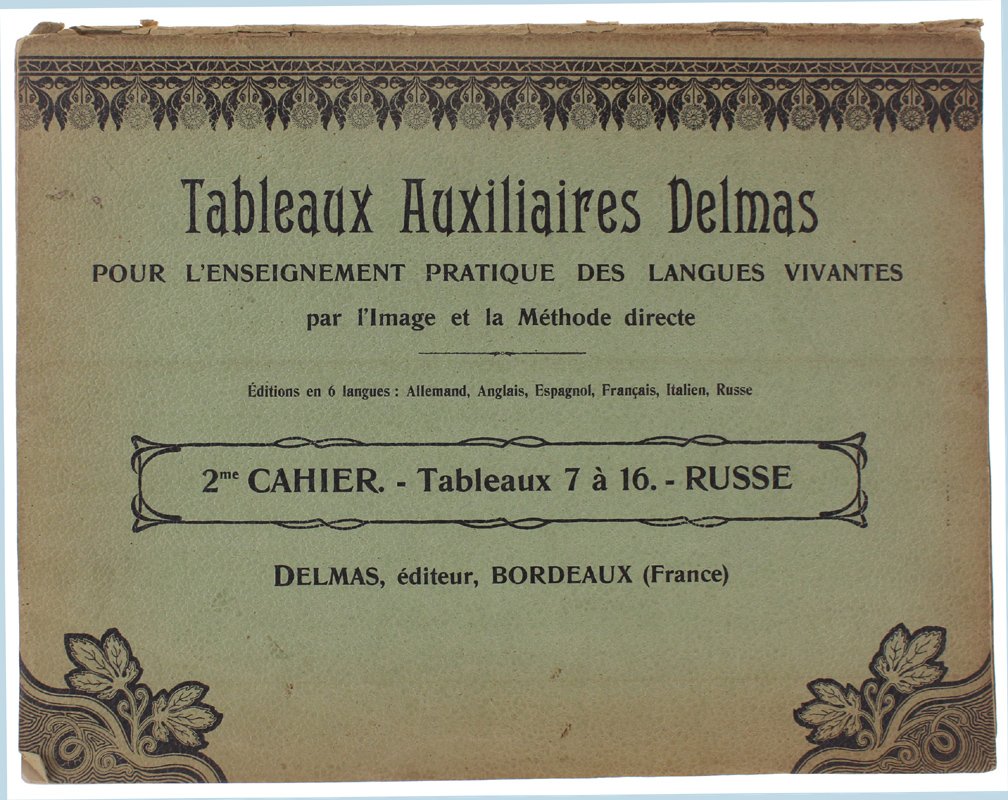 Tableaux Auxiliaires Delmas
POUR L'ENSEIGNEMENT PRATIQUE DES LANGUES VIVANTES
par l'Image et la Méthode directe
Éditions en 6 langues : Allemand, Anglais, Espagnol, Français, Italien, Russe
2me CAHIER. - Tableaux 7 à 16. - RUSSE
DELMAS, éditeur, BORDEAUX (France)